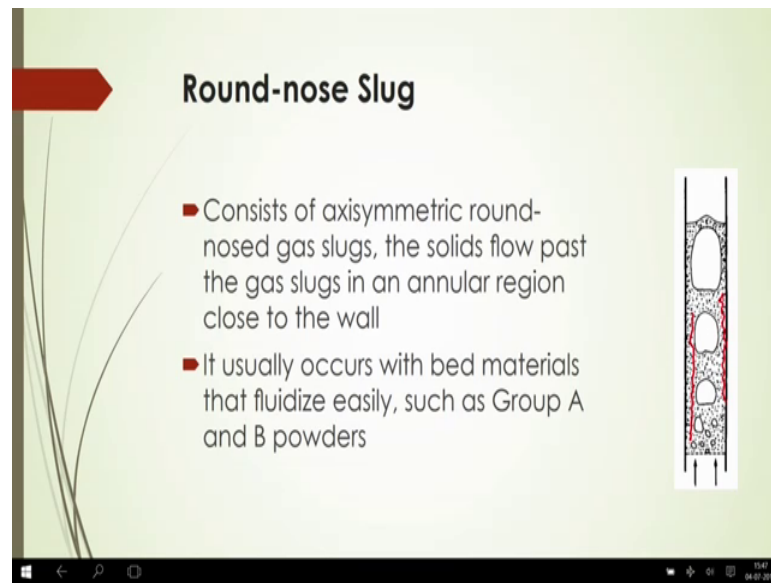 Round-nose Slug
Consists of axisymmetric round-
nosed gas slugs, the solids flow past
the gas slugs in an annular region
close to the wall
It usually occurs with bed materials
that fluidize easily, such as Group A
and B powders
15:47